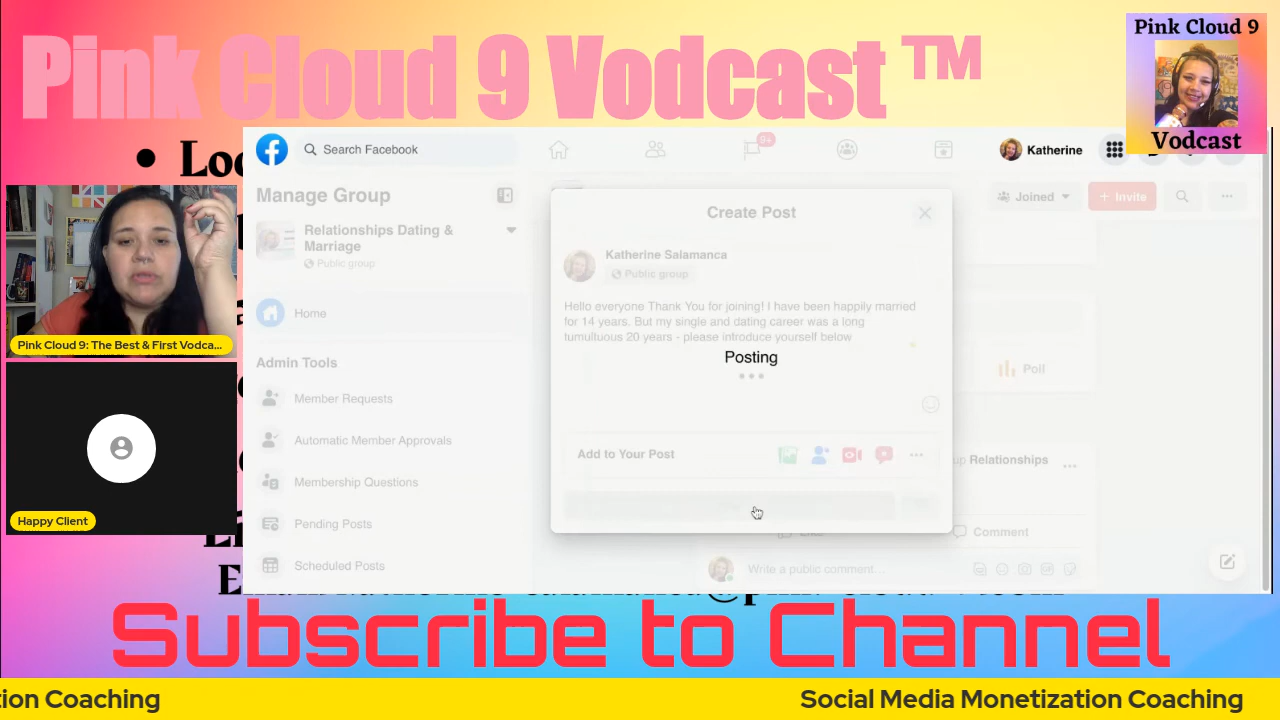 Pink Cloud 9 Vodcast ™
Pink Cloud 9
Vodcast
• Loo
Search Facebook
9+
Katherine
Manage Group
Joined
+ Invite
Relationships Dating &
Marriage
Public group
Home
Admin Tools
Member Requests
Automatic Member Approvals
Membership Questions
Pending Posts
Scheduled Posts
Create Post
Katherine Salamanca
Public group
Hello everyone Thank You for joining! I have been happily married
for 14 years. But my single and dating career was a long
tumultuous 20 years - please introduce yourself below
Posting
Add to Your Post
Poll
up Relationships
Like
Comment
Write a public comment…
Pink Cloud 9: The Best & First Vodca...
Happy Client
Subscribe to Channel
tion Coaching
Social Media Monetization Coaching